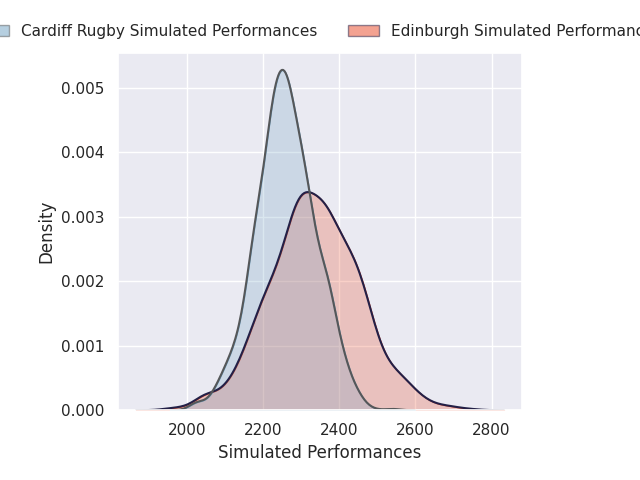 Cardiff Rugby Simulated Performances
Edinburgh Simulated
0.005
0.004
0.003
0.002
0.001
0.000
Density
2000 2200 2400 2600 2800
Simulated Performances